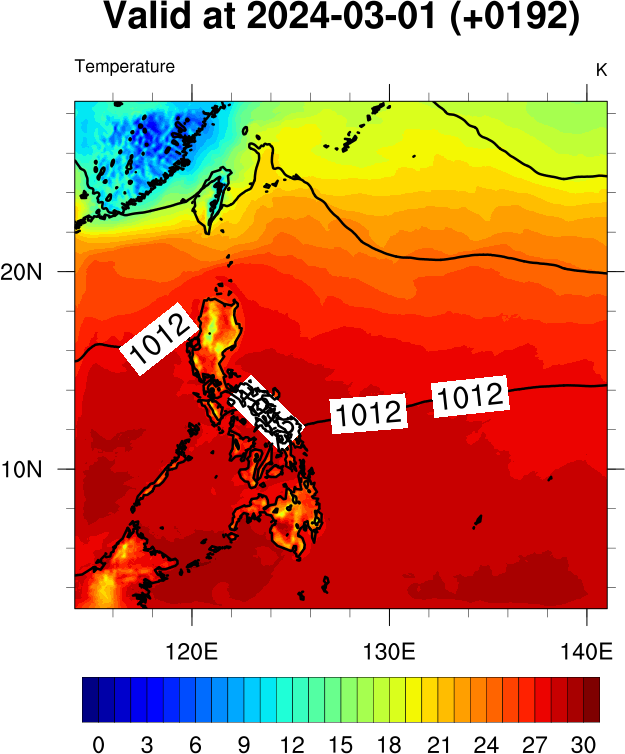 Valid at 2024-03-01 (+0192)
Temperature K
20N
1012
1012 1012
10N
120E 130E 140E
0 3 6 9 12 15 18 21 24 27 30